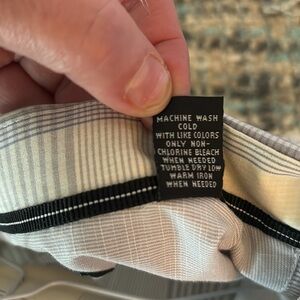 MACHINE WASH
COLD
WITH LIKE COLORS
ONLY NON-
CHLORINE BLEACH
WHEN NEEDED
TUMBLE DRY LOW
WARM IRON
WHEN NEEDED